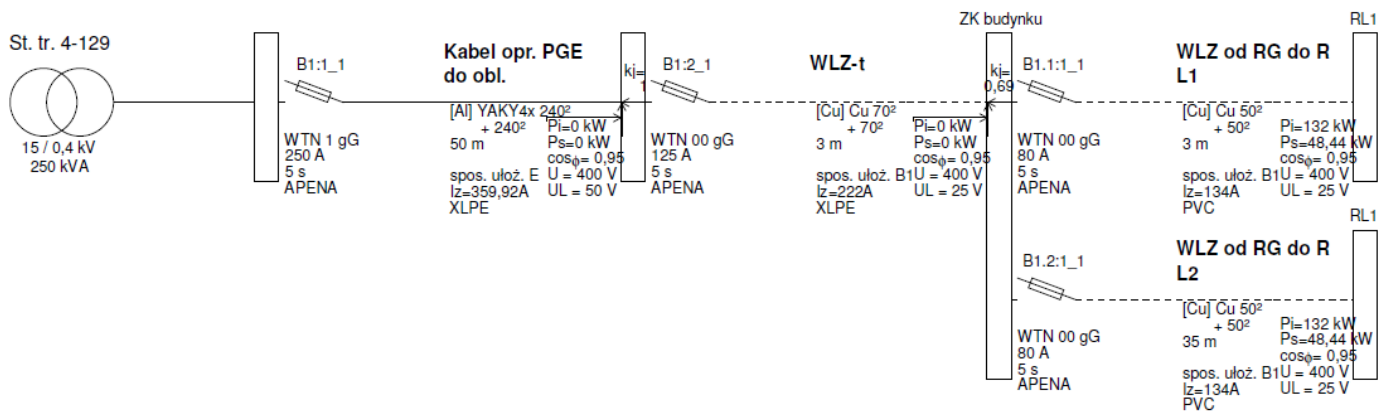 St. tr. 4-129
15 / 0,4 kV
250 kVA
B1:1_1
WTN 1 gG
250 A
5 s
APENA
Kabel opr. PGE
do obl.
[Al] YAKY4x 240²
+ 240²
50 m
spos. ułoż. E
Iz=359,92A
XLPE
Pi=0 kW
Ps=0 kW
cosϕ= 0,95
U = 400 V
UL = 50 V
kj=
1
B1:2_1
WTN 00 gG
125 A
5 s
APENA
WLZ-t
[Cu] Cu 70²
+ 70²
3 m
spos. ułoż. B1
Iz=222A
XLPE
Pi=0 kW
Ps=0 kW
cosϕ= 0,95
U = 400 V
UL = 25 V
ZK budynku
kj=
0,69
B1.1:1_1
WTN 00 gG
80 A
5 s
APENA
WLZ od RG do R
L1
[Cu] Cu 50²
+ 50²
3 m
spos. ułoż. B1
Iz=134A
PVC
Pi=132 kW
Ps=48,44 kW
cosϕ= 0,95
U = 400 V
UL = 25 V
RL1
B1.2:1_1
WTN 00 gG
80 A
5 s
APENA
WLZ od RG do R
L2
[Cu] Cu 50²
+ 50²
35 m
spos. ułoż. B1
Iz=134A
PVC
Pi=132 kW
Ps=48,44 kW
cosϕ= 0,95
U = 400 V
UL = 25 V
RL1